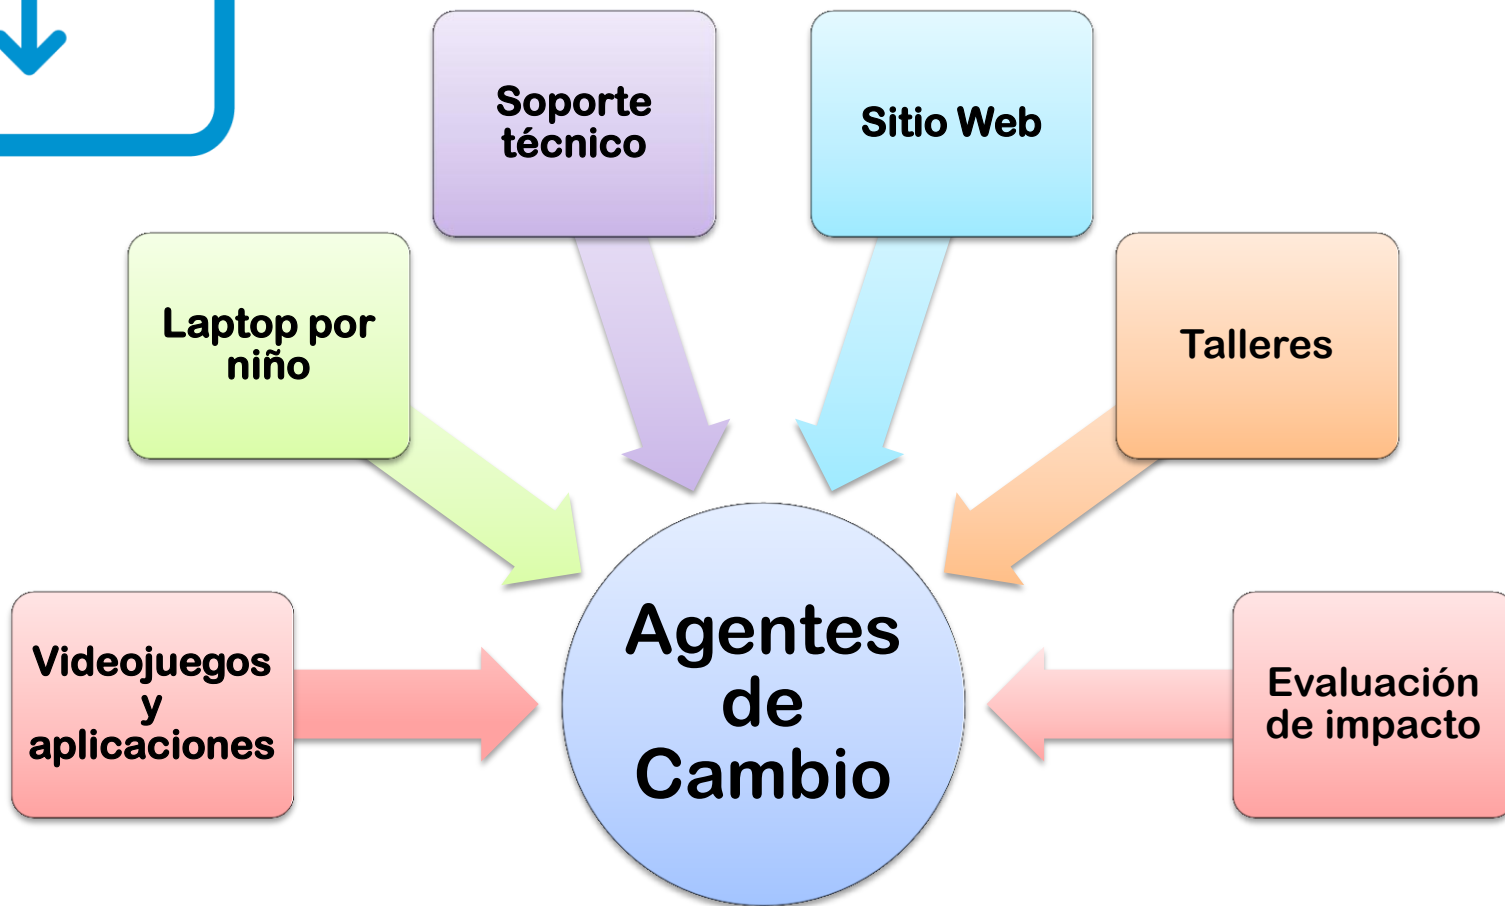 Soporte
técnico
Sitio Web
Laptop por
niño
Talleres
Videojuegos
y
aplicaciones
Agentes
de
Cambio
Evaluación
de impacto